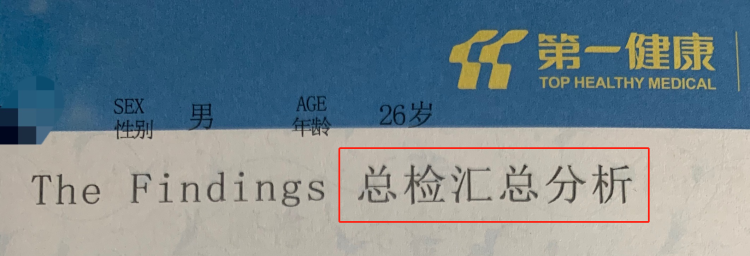 第一健康
TOP HEALTHY MEDICAL
SEX 男 AGE 26岁
性别 年龄
The Findings 总检汇总分析